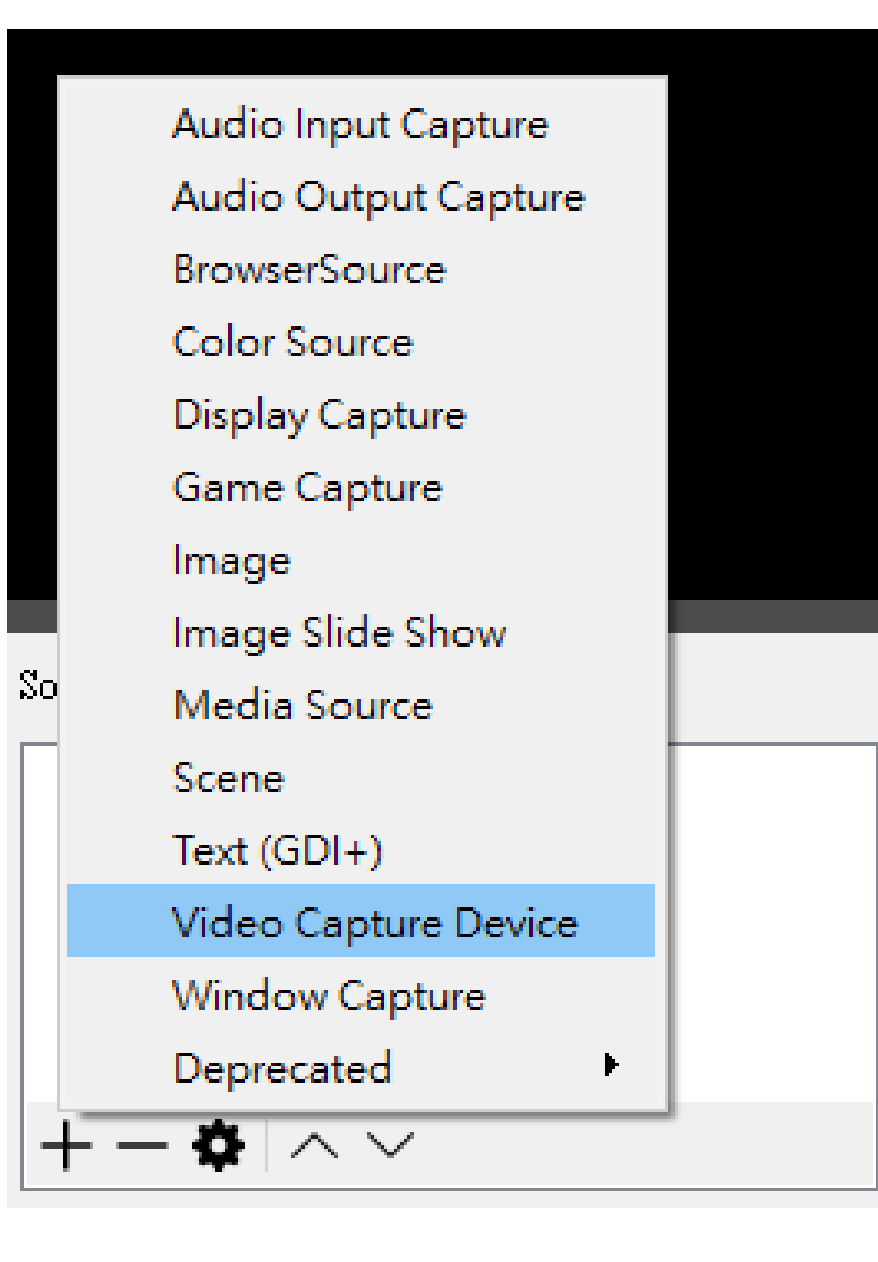 Audio Input Capture
Audio Output Capture
BrowserSource
Color Source
Display Capture
Game Capture
Image
Image Slide Show
So
Media Source
Scene
Text (GDI+)
Video Capture Device
Window Capture
Deprecated